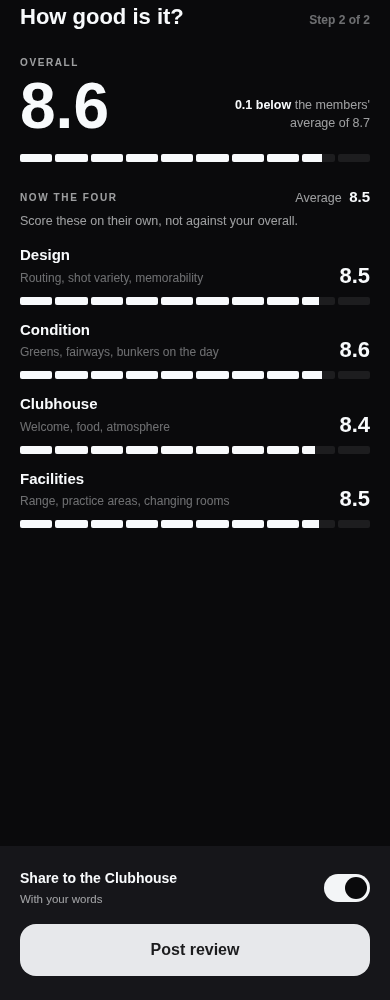 How good is it?
Step 2 of 2
OVERALL
8.6
0.1 below the members'
average of 8.7
NOW THE FOUR
Average 8.5
Score these on their own, not against your overall.
Design
Routing, shot variety, memorability
8.5
Condition
Greens, fairways, bunkers on the day
8.6
Clubhouse
Welcome, food, atmosphere
8.4
Facilities
Range, practice areas, changing rooms
8.5
Share to the Clubhouse
With your words
Post review